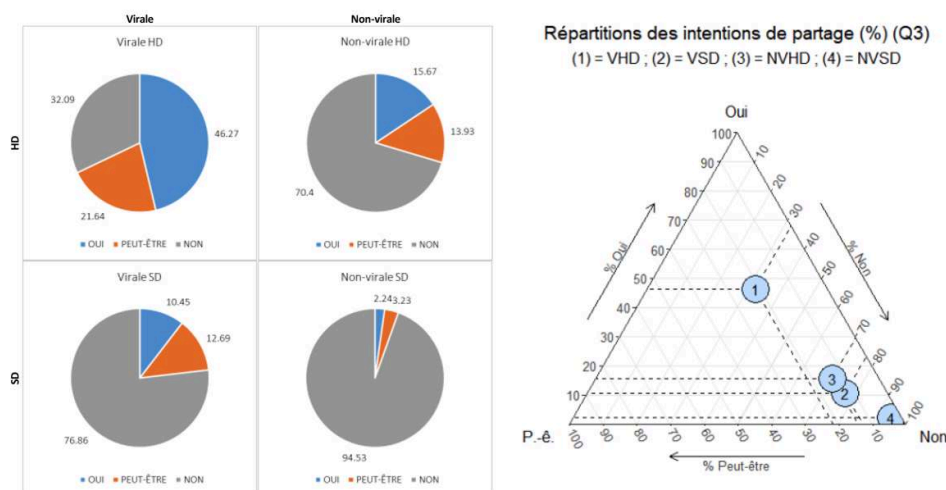 Virale
Non-virale
HD
Virale HD
46.27
21.64
32.09
OUI PEUT-ÊTRE NON
Non-virale HD
15.67
13.93
70.4
OUI PEUT-ÊTRE NON
SD
Virale SD
10.45
12.69
76.86
OUI PEUT-ÊTRE NON
Non-virale SD
2.24
3.23
94.53
OUI PEUT-ÊTRE NON
Répartitions des intentions de partage (%) (Q3)
(1) = VHD ; (2) = VSD ; (3) = NVHD ; (4) = NVSD
Oui
100
90
80
70
60
50
40
30
20
10
% Oui
10
20
30
40
50
60
70
80
90
100
% Non
1
3
2
4
P.-ê.
Non
100 90 80 70 60 50 40 30 20 10
% Peut-être